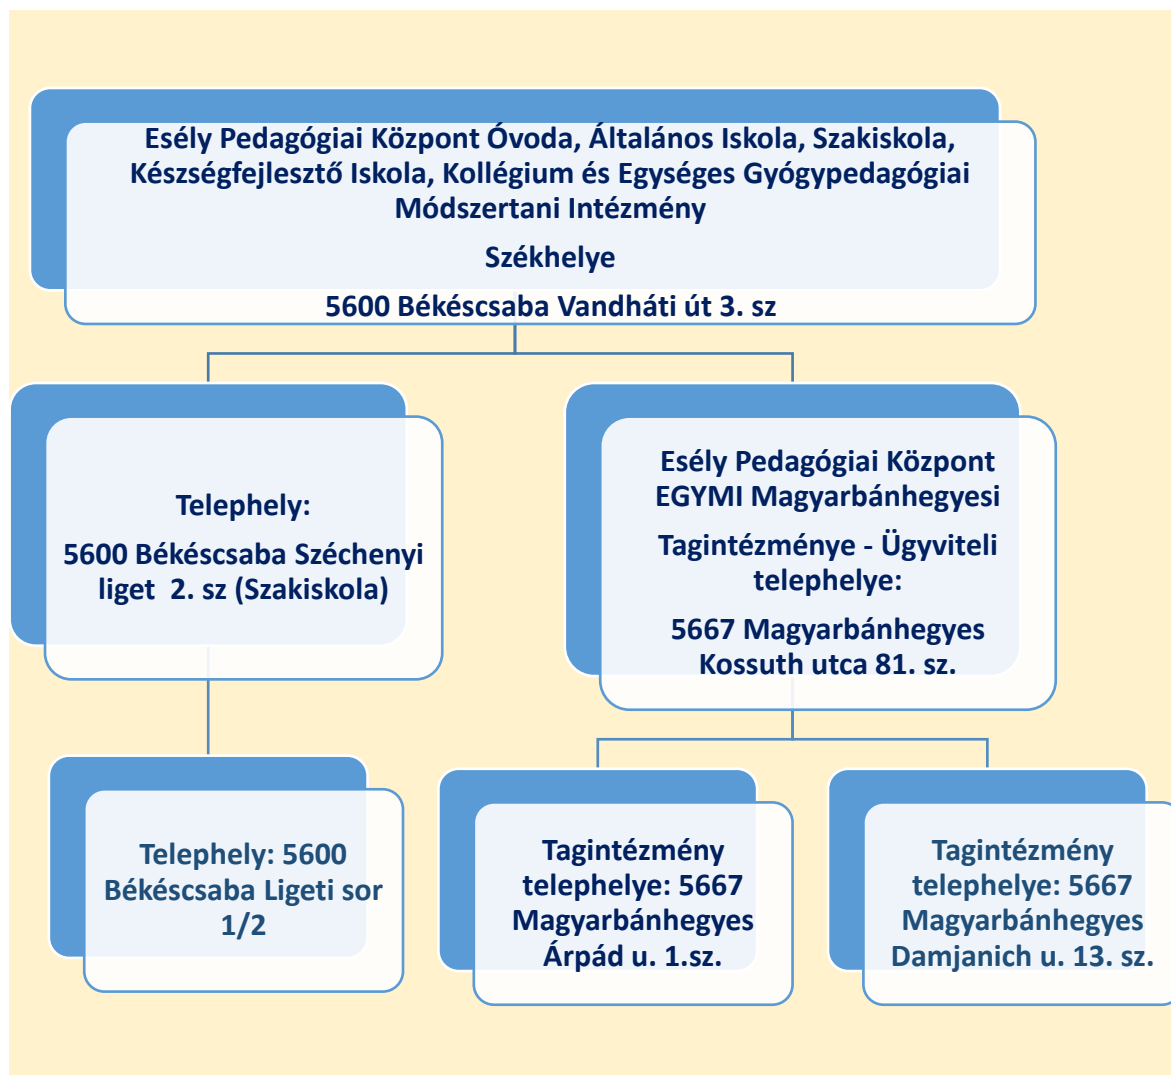 Esély Pedagógiai Központ Óvoda, Általános Iskola, Szakiskola,
Készségfejlesztő Iskola, Kollégium és Egységes Gyógypedagógiai
Módszertani Intézmény
Székhelye
5600 Békéscsaba Vandháti út 3. sz
Telephely:
5600 Békéscsaba Széchenyi
liget 2. sz (Szakiskola)
Esély Pedagógiai Központ
EGYMI Magyarbánhegyesi
Tagintézménye - Ügyviteli
telephelye:
5667 Magyarbánhegyes
Kossuth utca 81. sz.
Telephely: 5600
Békéscsaba Ligeti sor
1/2
Tagintézmény
telephelye: 5667
Magyarbánhegyes
Árpád u. 1.sz.
Tagintézmény
telephelye: 5667
Magyarbánhegyes
Damjanich u. 13. sz.